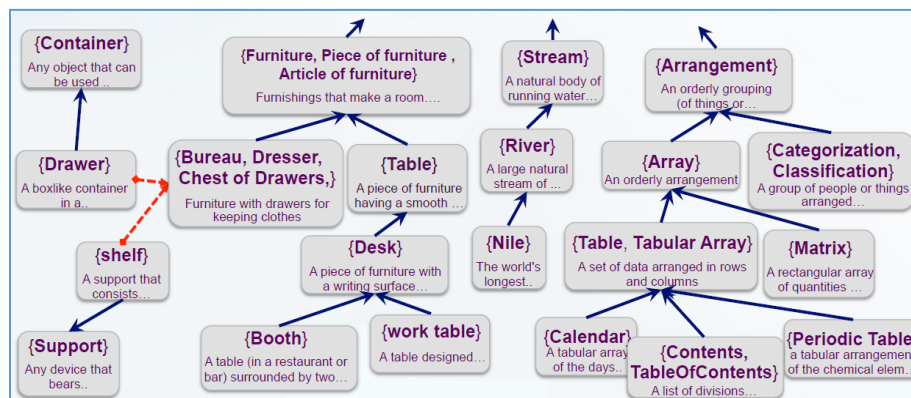 {Container}
Any object that can
be used ..
{Furniture, Piece of furniture ,
Article of furniture}
Furnishings that make a room….
{Stream}
A natural body of
running water…
{Arrangement}
An orderly grouping
(of things or…
{Drawer}
A boxlike container
in a..
{Bureau, Dresser,
Chest of Drawers,}
Furniture with drawers for
keeping clothes
{Table}
A piece of furniture
having a smooth …
{River}
A large natural
stream of …
{Array}
An orderly arrangement
{Categorization,
Classification}
A group of people or things
arranged…
{shelf}
A support that
consists…
{Desk}
A piece of furniture with
a writing surface…
{Nile}
The world's
longest..
{Table, Tabular Array}
A set of data arranged in rows
and columns
{Matrix}
A rectangular array
of quantities …
{Support}
Any device that
bears..
{Booth}
A table (in a restaurant or
bar) surrounded by two…
{work table}
A table designed…
{Calendar}
A tabular array
of the days..
{Contents,
TableOfContents}
A list of divisions…
{Periodic Table}
a tabular arrangement
of the chemical elem…